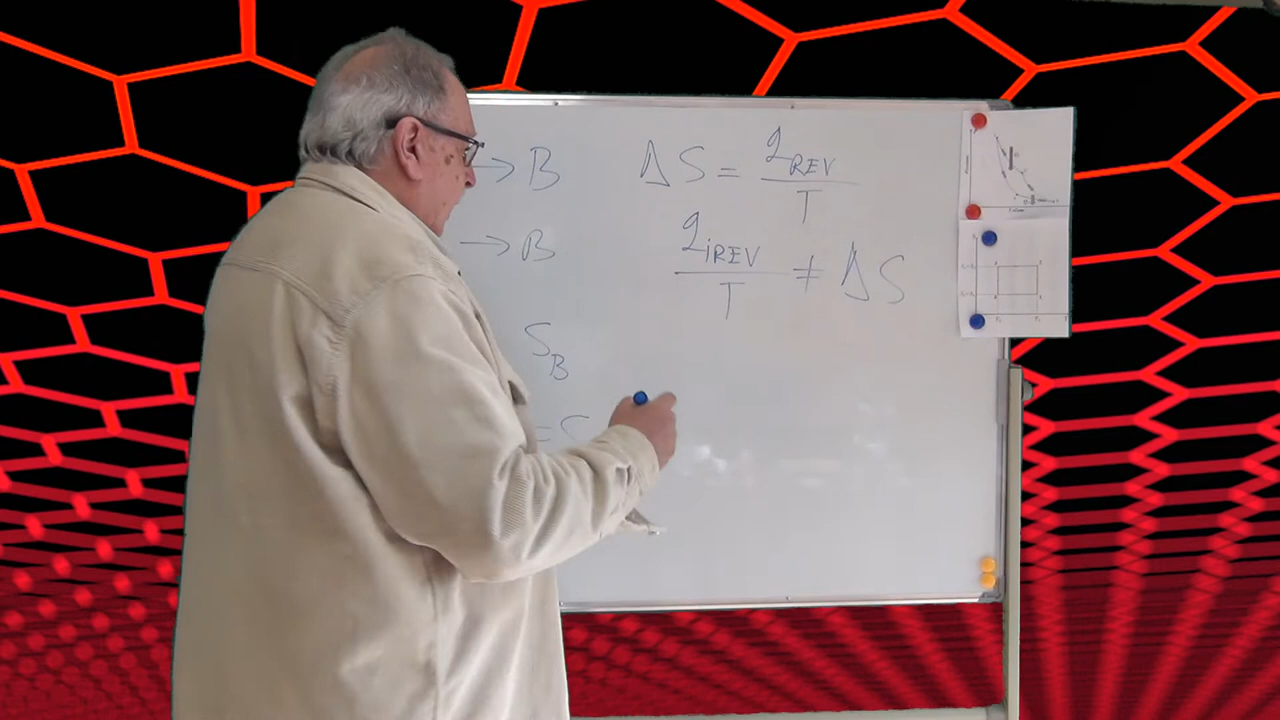 → B ΔS = q_REV / T
→ B q_iREV / T ≠ ΔS
S_B
= S